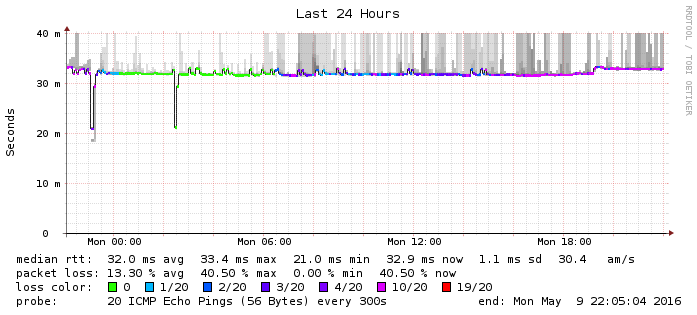 Last 24 Hours
RRDTOOL / TOBI OETIKER
Seconds
40 m
30 m
20 m
10 m
0
Mon 00:00 Mon 06:00 Mon 12:00 Mon 18:00
median rtt: 32.0 ms avg 33.4 ms max 21.0 ms min 32.9 ms now 1.1 ms sd 30.4 am/s
packet loss: 13.30 % avg 40.50 % max 0.00 % min 40.50 % now
loss color: 0 1/20 2/20 3/20 4/20 10/20 19/20
probe: 20 ICMP Echo Pings (56 Bytes) every 300s end: Mon May 9 22:05:04 2016